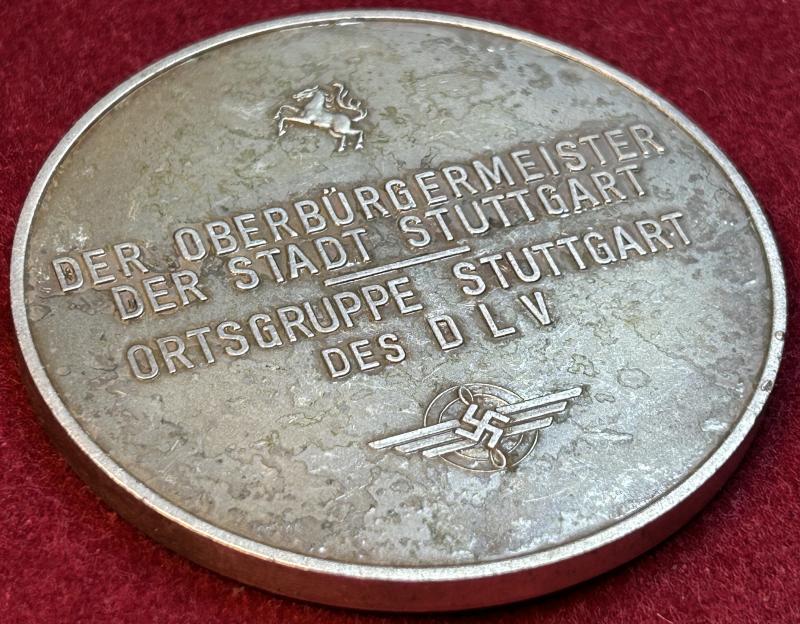 DER OBERBÜRGERMEISTER
DER STADT STUTTGART
ORTSGRUPPE STUTTGART
DES DLV